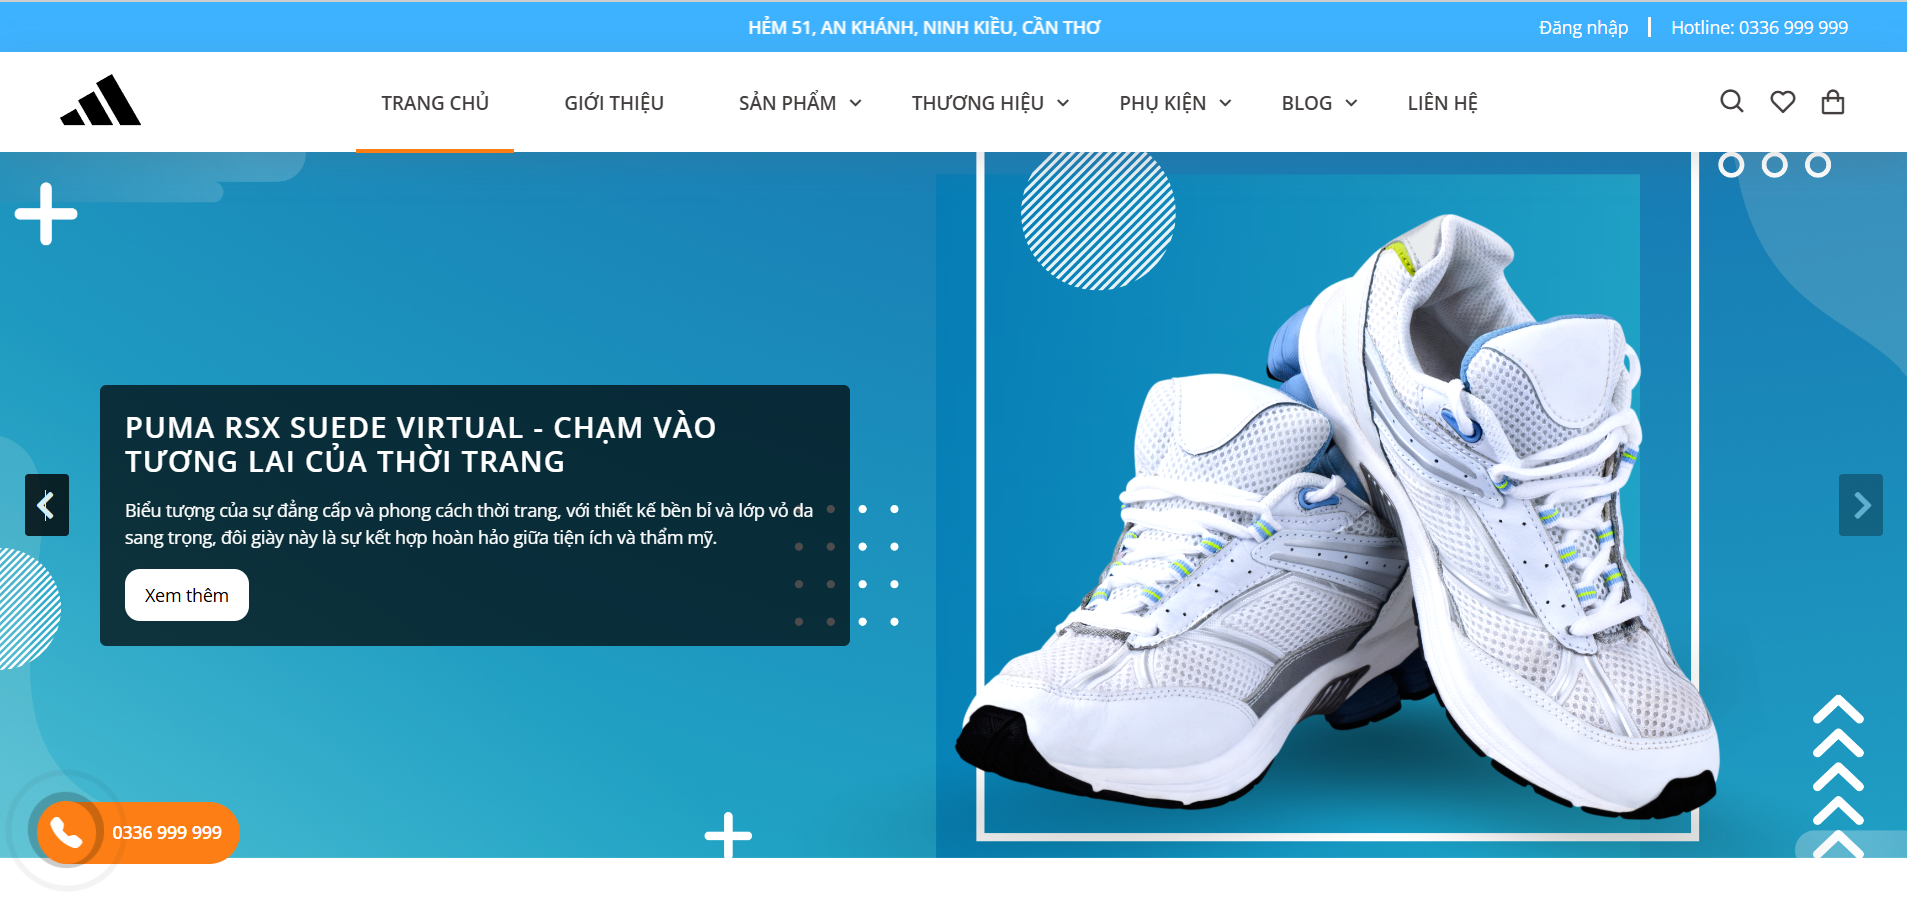 HẺM 51, AN KHÁNH, NINH KIỀU, CẦN THƠ
Đăng nhập
Hotline: 0336 999 999
TRANG CHỦ
GIỚI THIỆU
SẢN PHẨM
THƯƠNG HIỆU
PHỤ KIỆN
BLOG
LIÊN HỆ
PUMA RSX SUEDE VIRTUAL - CHẠM VÀO
TƯƠNG LAI CỦA THỜI TRANG
Biểu tượng của sự đẳng cấp và phong cách thời trang, với thiết kế bền bỉ và lớp vỏ da
sang trọng, đôi giày này là sự kết hợp hoàn hảo giữa tiện ích và thẩm mỹ.
Xem thêm
0336 999 999